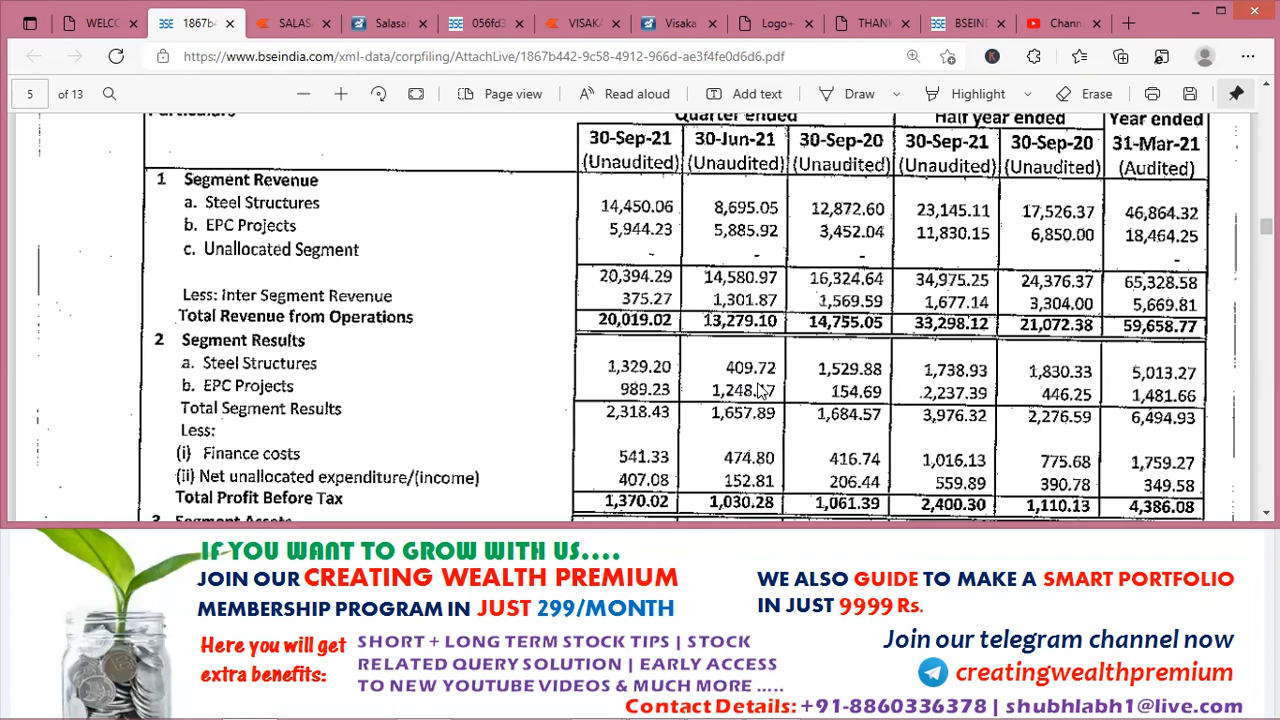 WELCC
1867b4
SALAS
Salasar
056fd3
VISAKA
Visaka
Logo+
THANK
BSEIND
Chann
https://www.bseindia.com/xml-data/corpfiling/AttachLive/1867b442-9c58-4912-966d-ae3f4fe0d6d6.pdf
5 of 13 Page view Read aloud Add text Draw Highlight Erase
Particulars Quarter ended Half year ended Year ended
30-Sep-21 30-Jun-21 30-Sep-20 30-Sep-21 30-Sep-20 31-Mar-21
(Unaudited) (Unaudited) (Unaudited) (Unaudited) (Unaudited) (Audited)
1 Segment Revenue
a. Steel Structures 14,450.06 8,695.05 12,872.60 23,145.11 17,526.37 46,864.32
b. EPC Projects 5,944.23 5,885.92 3,452.04 11,830.15 6,850.00 18,464.25
c. Unallocated Segment - - - -
20,394.29 14,580.97 16,324.64 34,975.25 24,376.37 65,328.58
Less: Inter Segment Revenue 375.27 1,301.87 1,569.59 1,677.14 3,304.00 5,669.81
Total Revenue from Operations 20,019.02 13,279.10 14,755.05 33,298.12 21,072.38 59,658.77
2 Segment Results
a. Steel Structures 1,329.20 409.72 1,529.88 1,738.93 1,830.33 5,013.27
b. EPC Projects 989.23 154.69 2,237.39 446.25 1,481.66
Total Segment Results 2,318.43 1,657.89 1,684.57 3,976.32 2,276.59 6,494.93
Less:
(i) Finance costs 541.33 474.80 416.74 1,016.13 775.68 1,759.27
(ii) Net unallocated expenditure/(income) 407.08 152.81 206.44 559.89 390.78 349.58
Total Profit Before Tax 1,370.02 1,030.28 1,061.39 2,400.30 1,110.13 4,386.08
3 Segment Assets
IF YOU WANT TO GROW WITH US....
JOIN OUR CREATING WEALTH PREMIUM
MEMBERSHIP PROGRAM IN JUST 299/MONTH
Here you will get
extra benefits:
SHORT + LONG TERM STOCK TIPS | STOCK
RELATED QUERY SOLUTION | EARLY ACCESS
TO NEW YOUTUBE VIDEOS & MUCH MORE .....
WE ALSO GUIDE TO MAKE A SMART PORTFOLIO
IN JUST 9999 Rs.
Join our telegram channel now
creatingwealthpremium
Contact Details: +91-8860336378 | shubhlabh1@live.com